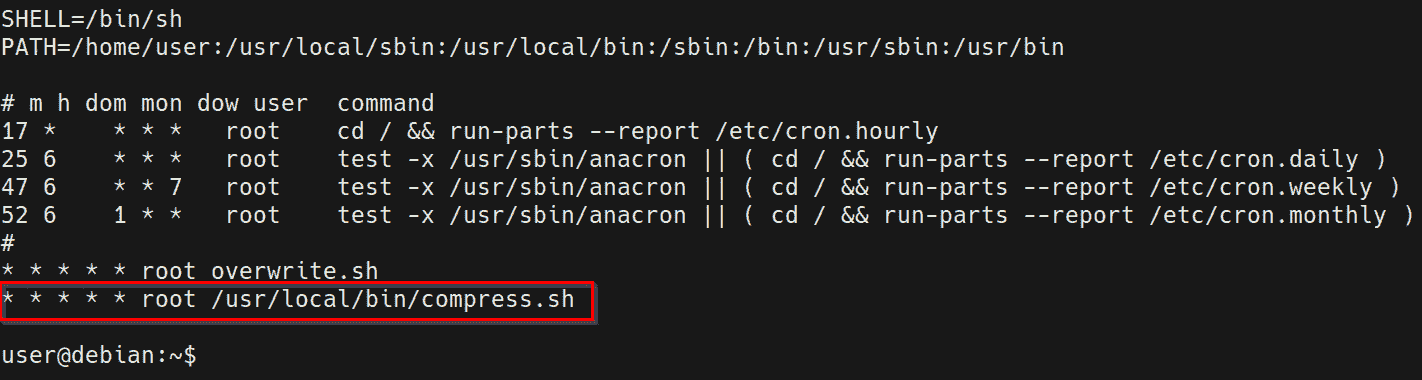 SHELL=/bin/sh
PATH=/home/user:/usr/local/sbin:/usr/local/bin:/sbin:/bin:/usr/sbin:/usr/bin

# m h dom mon dow user  command
17 *    * * *   root    cd / && run-parts --report /etc/cron.hourly
25 6    * * *   root    test -x /usr/sbin/anacron || ( cd / && run-parts --report /etc/cron.daily )
47 6    * * 7   root    test -x /usr/sbin/anacron || ( cd / && run-parts --report /etc/cron.weekly )
52 6    1 * *   root    test -x /usr/sbin/anacron || ( cd / && run-parts --report /etc/cron.monthly )
#
* * * * * root overwrite.sh
* * * * * root /usr/local/bin/compress.sh

user@debian:~$